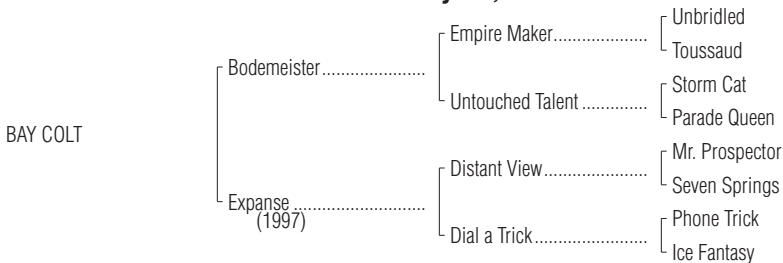 Unbridled
Empire Maker....................
Toussaud
Bodemeister......................
Storm Cat
Untouched Talent ..............
Parade Queen
BAY COLT
Mr. Prospector
Distant View......................
Seven Springs
Expanse ............................
(1997)
Phone Trick
Dial a Trick........................
Ice Fantasy